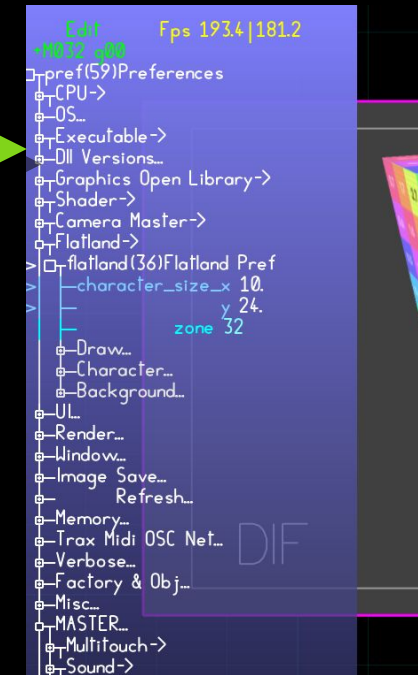 Edit Fps 193.4|181.2
+M032 g00
pref(59)Preferences
CPU->
OS...
Executable->
Dll Versions...
Graphics Open Library->
Shader->
Camera Master->
Flatland->
flatland(36)Flatland Pref
character_size_x 10.
y 24.
zone 32
Draw...
Character...
Background...
UI...
Render...
Window...
Image Save...
Refresh...
Memory...
Trax Midi OSC Net...
Verbose...
Factory & Obj...
Misc...
MASTER...
Multitouch->
Sound->
DIF